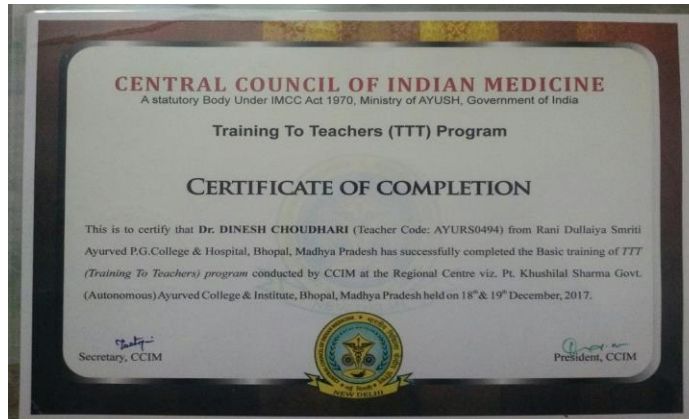 CENTRAL COUNCIL OF INDIAN MEDICINE
A statutory Body Under IMCC Act 1970, Ministry of AYUSH, Government of India
Training To Teachers (TTT) Program
CERTIFICATE OF COMPLETION
This is to certify that Dr. DINESH CHOUDHARI (Teacher Code: AYURS0494) from Rani Dullaiya Smriti
Ayurved P.G.College & Hospital, Bhopal, Madhya Pradesh has successfully completed the Basic training of TTT
(Training To Teachers) program conducted by CCIM at the Regional Centre viz. Pt. Khushilal Sharma Govt.
(Autonomous) Ayurved College & Institute, Bhopal, Madhya Pradesh held on 18th & 19th December, 2017.
Secretary, CCIM
President, CCIM
NEW DELHI